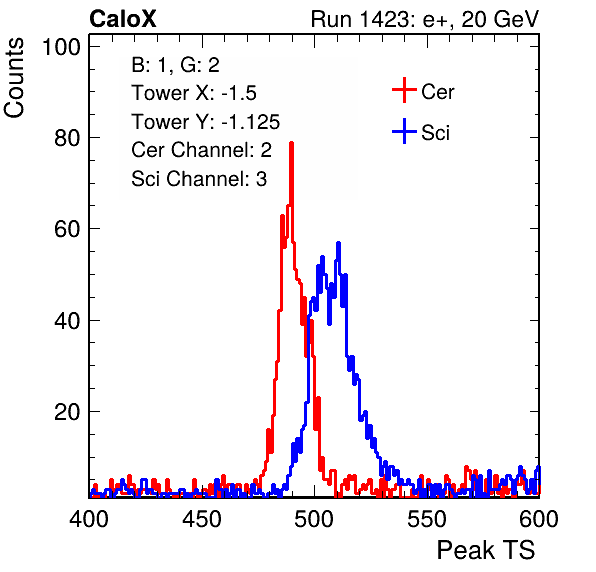 CaloX Run 1423: e+, 20 GeV
Counts
100
80
60
40
20
B: 1, G: 2
Tower X: -1.5
Tower Y: -1.125
Cer Channel: 2
Sci Channel: 3
Cer
Sci
400 450 500 550 600
Peak TS